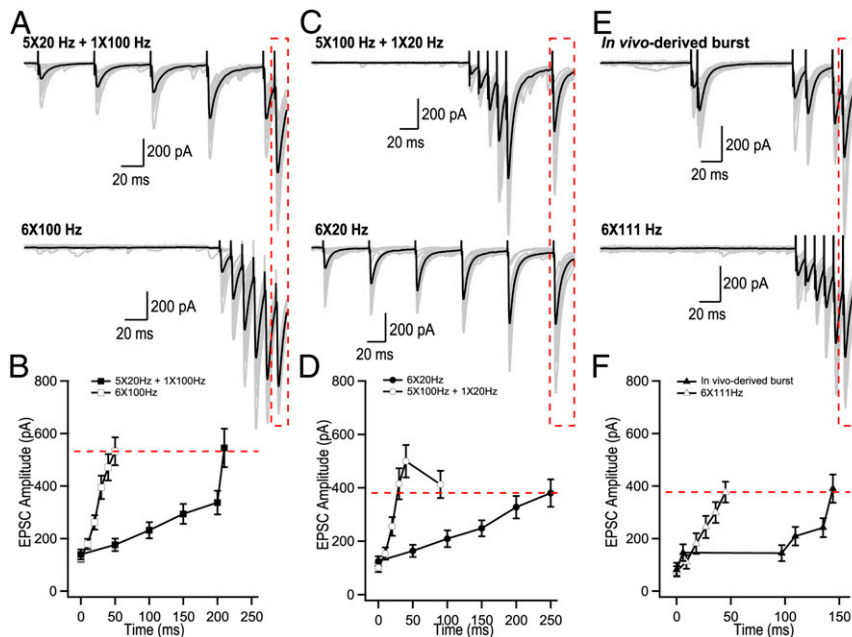 A
5X20 Hz + 1X100 Hz
200 pA
20 ms
6X100 Hz
200 pA
20 ms
C
5X100 Hz + 1X20 Hz
200 pA
20 ms
6X20 Hz
200 pA
20 ms
E
In vivo-derived burst
200 pA
20 ms
6X111 Hz
200 pA
20 ms
B
5X20Hz + 1X100Hz
6X100Hz
EPSC Amplitude (pA)
800
600
400
200
0
0 50 100 150 200 250
Time (ms)
D
6X20Hz
5X100Hz + 1X20Hz
EPSC Amplitude (pA)
800
600
400
200
0
0 50 100 150 200 250
Time (ms)
F
In vivo-derived burst
6X111Hz
EPSC Amplitude (pA)
800
600
400
200
0
0 50 100 150
Time (ms)